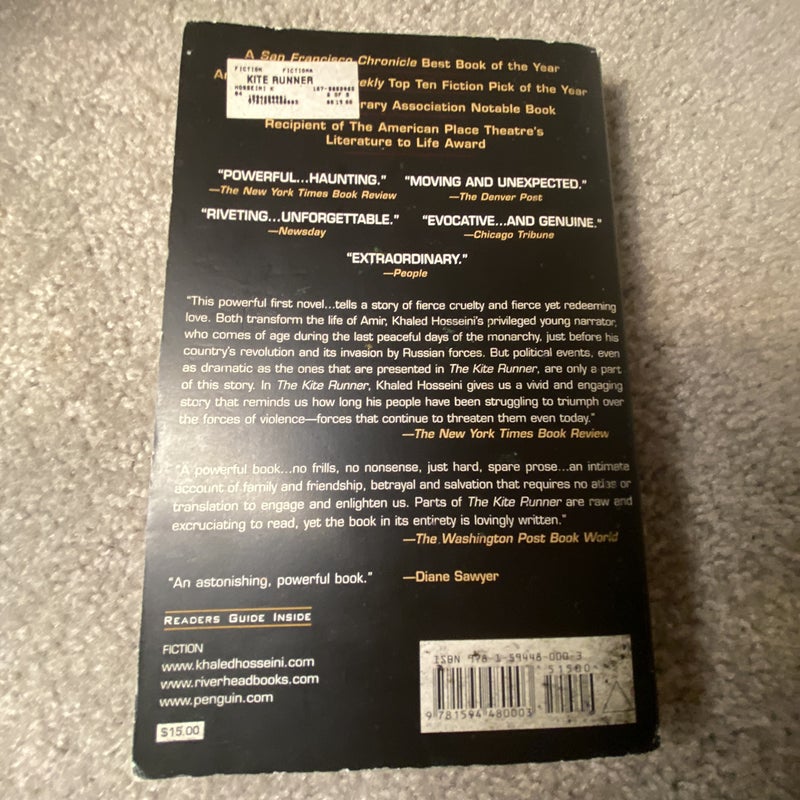 A San Francisco Chronicle Best Book of the Year
FICTION FICTIONA
KITE RUNNER
HOSSEINI K
04
An
ekly Top Ten Fiction Pick of the Year
rary Association Notable Book
Recipient of The American Place Theatre's
Literature to Life Award
"POWERFUL...HAUNTING."
—The New York Times Book Review
"MOVING AND UNEXPECTED."
—The Denver Post
"RIVETING...UNFORGETTABLE."
—Newsday
"EVOCATIVE...AND GENUINE."
—Chicago Tribune
"EXTRAORDINARY."
—People
"This powerful first novel...tells a story of fierce cruelty and fierce yet redeeming
love. Both transform the life of Amir, Khaled Hosseini's privileged young narrator,
who comes of age during the last peaceful days of the monarchy, just before his
country's revolution and its invasion by Russian forces. But political events, even
as dramatic as the ones that are presented in The Kite Runner, are only a part
of this story. In The Kite Runner, Khaled Hosseini gives us a vivid and engaging
story that reminds us how long his people have been struggling to triumph over
the forces of violence—forces that continue to threaten them even today."
—The New York Times Book Review
"A powerful book...no frills, no nonsense, just hard, spare prose...an intimate
account of family and friendship, betrayal and salvation that requires no atlas or
translation to engage and enlighten us. Parts of The Kite Runner are raw and
excruciating to read, yet the book in its entirety is lovingly written."
—The Washington Post Book World
"An astonishing, powerful book." —Diane Sawyer
READERS GUIDE INSIDE
FICTION
www.khaledhosseini.com
www.riverheadbooks.com
www.penguin.com
$15.00
ISBN 978-1-59448-000-3
51500
9 781594 480003